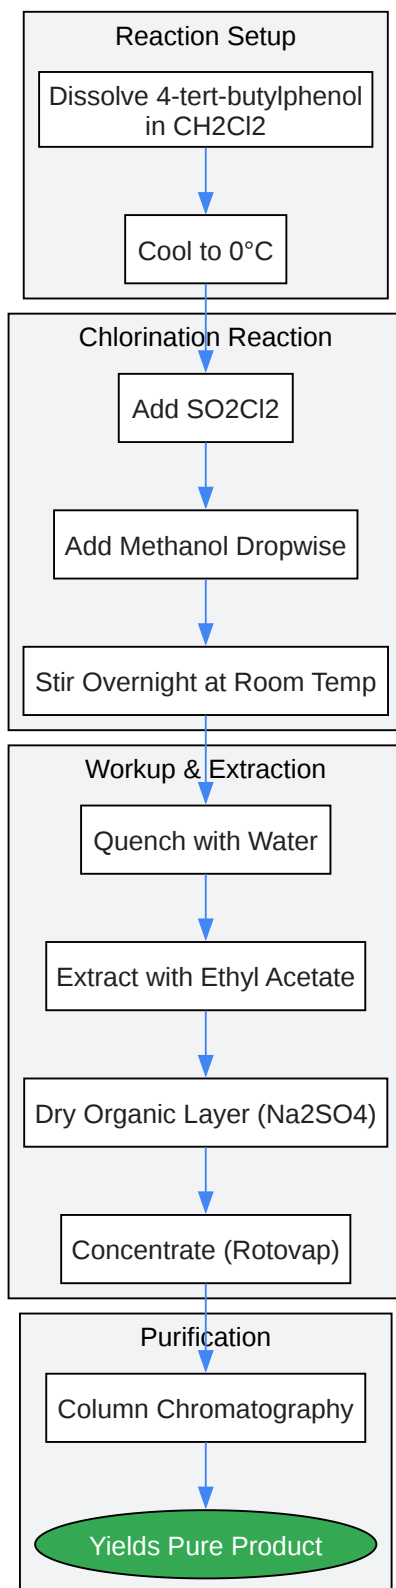 Reaction Setup
Dissolve 4-tert-butylphenol
in CH2Cl2
Cool to 0°C
Chlorination Reaction
Add SO2Cl2
Add Methanol Dropwise
Stir Overnight at Room Temp
Workup & Extraction
Quench with Water
Extract with Ethyl Acetate
Dry Organic Layer (Na2SO4)
Concentrate (Rotovap)
Purification
Column Chromatography
Yields Pure Product